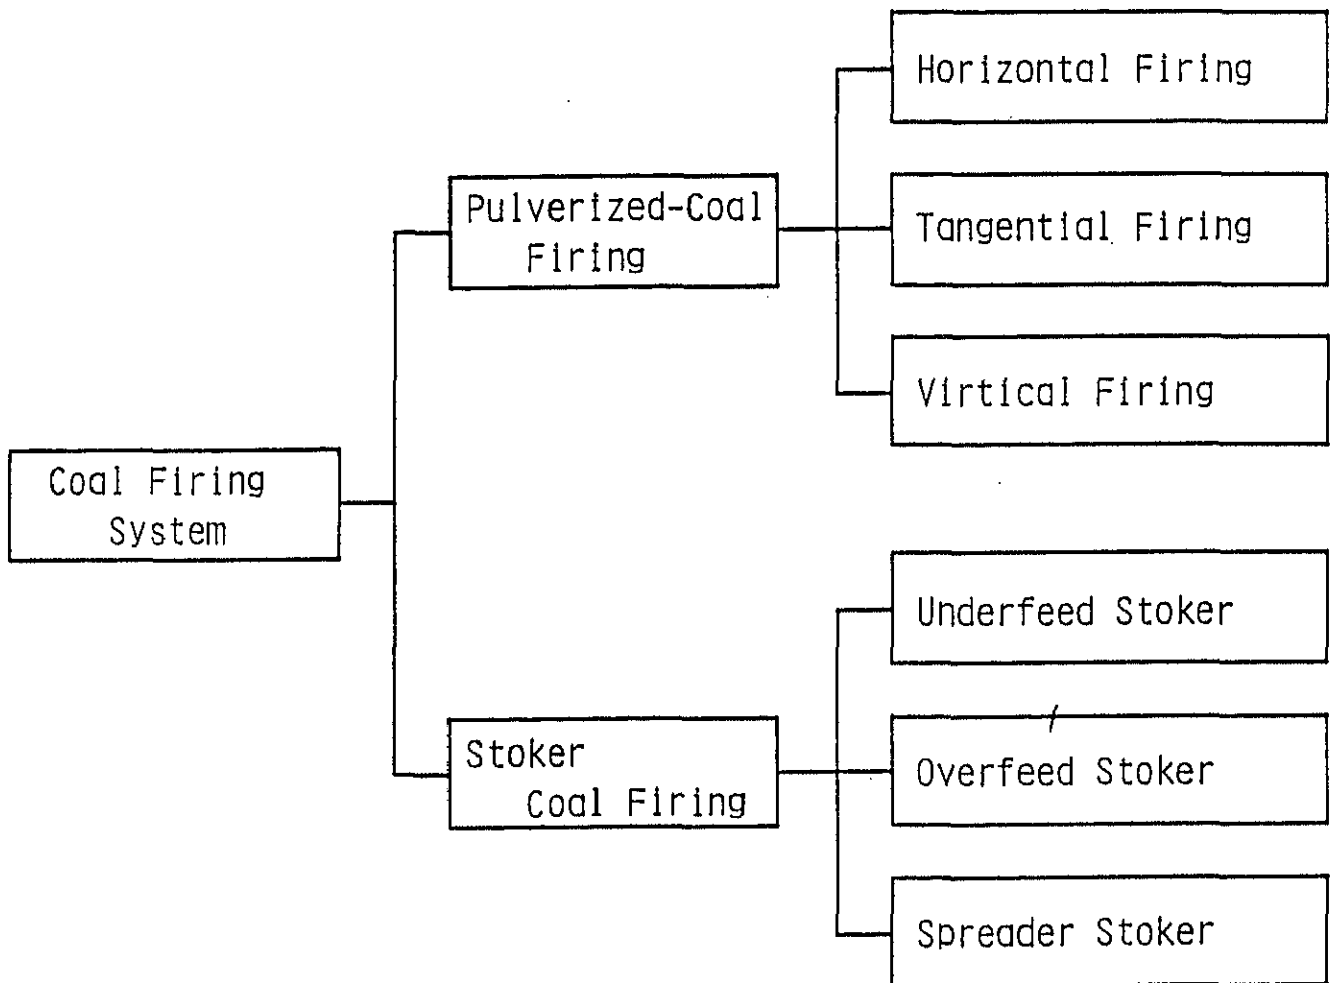 Horizontal Firing
Pulverized-Coal
Firing
Tangential Firing
Virtical Firing
Coal Firing
System
Underfeed Stoker
Stoker
Coal Firing
Overfeed Stoker
Spreader Stoker